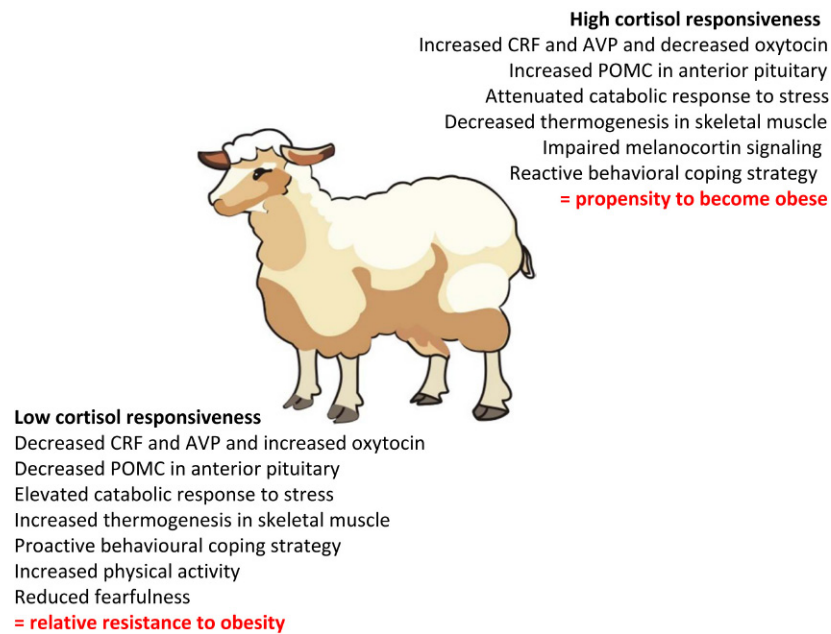 High cortisol responsiveness
Increased CRF and AVP and decreased oxytocin
Increased POMC in anterior pituitary
Attenuated catabolic response to stress
Decreased thermogenesis in skeletal muscle
Impaired melanocortin signaling
Reactive behavioral coping strategy
= propensity to become obese
Low cortisol responsiveness
Decreased CRF and AVP and increased oxytocin
Decreased POMC in anterior pituitary
Elevated catabolic response to stress
Increased thermogenesis in skeletal muscle
Proactive behavioural coping strategy
Increased physical activity
Reduced fearfulness
= relative resistance to obesity